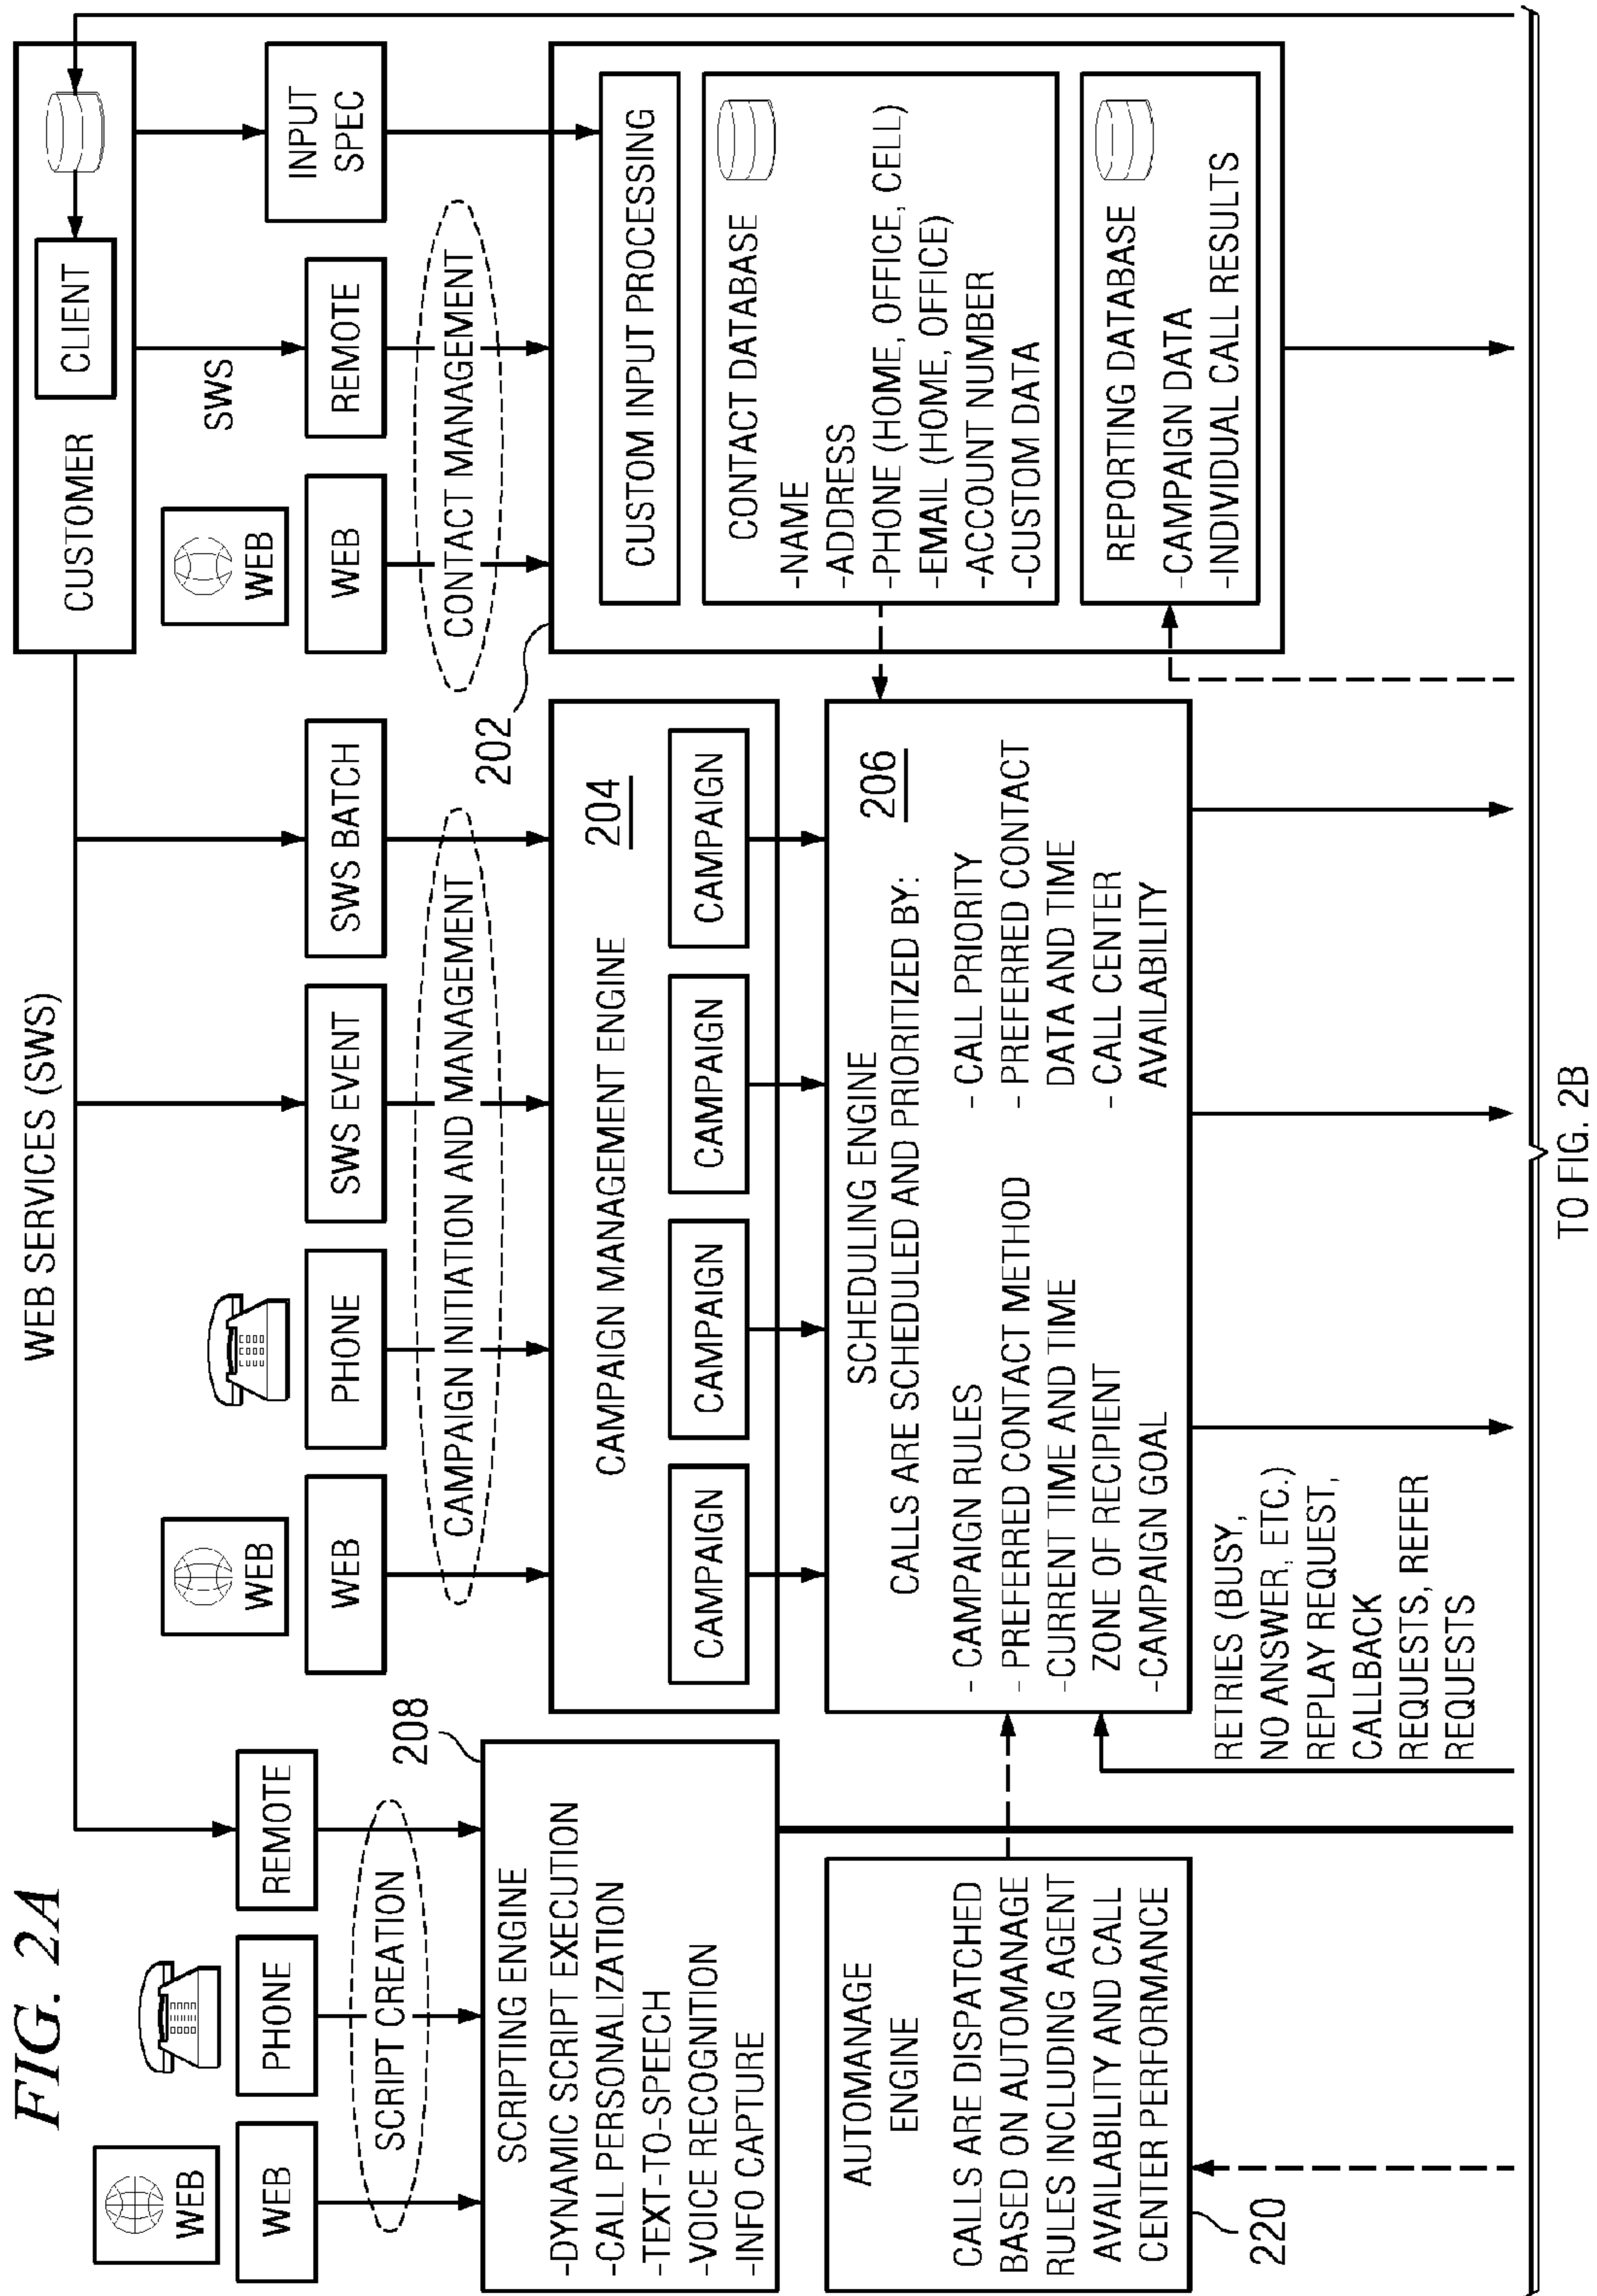 FIG. 2A
WEB SERVICES (SWS)
WEB
WEB
PHONE
REMOTE
SCRIPT CREATION
208
SCRIPTING ENGINE
-DYNAMIC SCRIPT EXECUTION
-CALL PERSONALIZATION
-TEXT-TO-SPEECH
-VOICE RECOGNITION
-INFO CAPTURE
AUTOMANAGE
ENGINE
CALLS ARE DISPATCHED
BASED ON AUTOMANAGE
RULES INCLUDING AGENT
AVAILABILITY AND CALL
CENTER PERFORMANCE
220
WEB
WEB
PHONE
SWS EVENT
SWS BATCH
CAMPAIGN INITIATION AND MANAGEMENT
CAMPAIGN MANAGEMENT ENGINE
204
CAMPAIGN
CAMPAIGN
CAMPAIGN
CAMPAIGN
SCHEDULING ENGINE
206
CALLS ARE SCHEDULED AND PRIORITIZED BY:
- CAMPAIGN RULES
- PREFERRED CONTACT METHOD
-CURRENT TIME AND TIME
ZONE OF RECIPIENT
-CAMPAIGN GOAL
- CALL PRIORITY
- PREFERRED CONTACT
DATA AND TIME
- CALL CENTER
AVAILABILITY
RETRIES (BUSY,
NO ANSWER, ETC.)
REPLAY REQUEST,
CALLBACK
REQUESTS, REFER
REQUESTS
CUSTOMER
CLIENT
WEB
WEB
SWS
REMOTE
INPUT
SPEC
CONTACT MANAGEMENT
202
CUSTOM INPUT PROCESSING
CONTACT DATABASE
-NAME
-ADDRESS
-PHONE (HOME, OFFICE, CELL)
-EMAIL (HOME, OFFICE)
-ACCOUNT NUMBER
-CUSTOM DATA
REPORTING DATABASE
-CAMPAIGN DATA
-INDIVIDUAL CALL RESULTS
TO FIG. 2B